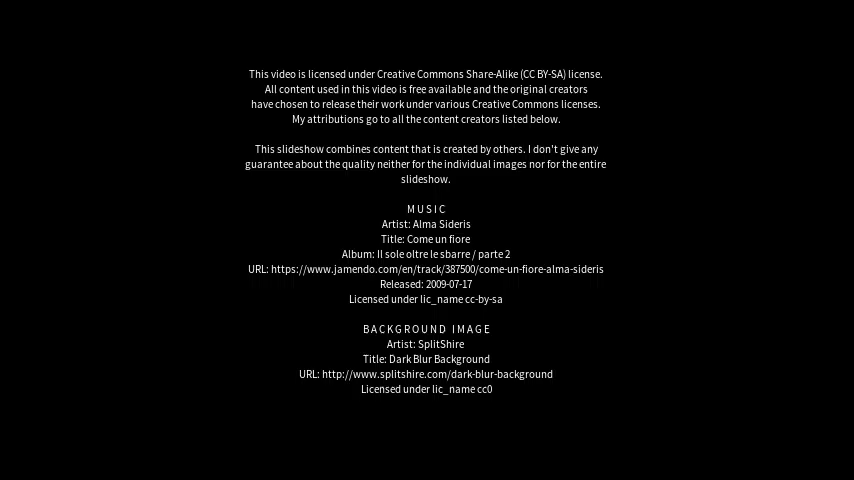 This video is licensed under Creative Commons Share-Alike (CC BY-SA) license.
All content used in this video is free available and the original creators
have chosen to release their work under various Creative Commons licenses.
My attributions go to all the content creators listed below.
This slideshow combines content that is created by others. I don't give any
guarantee about the quality neither for the individual images nor for the entire
slideshow.
MUSIC
Artist: Alma Sideris
Title: Come un fiore
Album: Il sole oltre le sbarre / parte 2
URL: https://www.jamendo.com/en/track/387500/come-un-fiore-alma-sideris
Released: 2009-07-17
Licensed under lic_name cc-by-sa
BACKGROUND IMAGE
Artist: SplitShire
Title: Dark Blur Background
URL: http://www.splitshire.com/dark-blur-background
Licensed under lic_name cc0